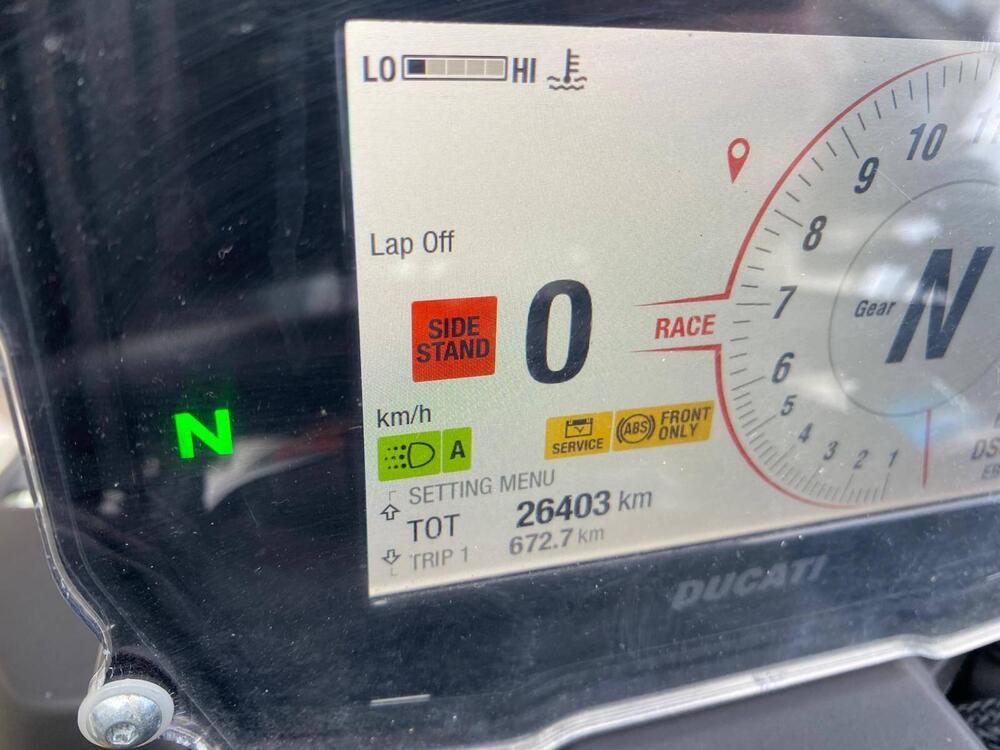 LO HI
10
9
8
7
6
5
4
3
2
1
Lap Off
SIDE
STAND
0
RACE
Gear N
km/h
A
SERVICE
ABS
FRONT
ONLY
N
SETTING MENU
TOT 26403 km
TRIP 1 672.7 km
DUCATI